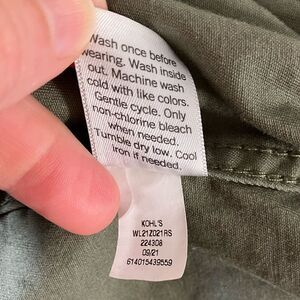 Wash once before
wearing. Wash inside
out. Machine wash
cold with like colors.
Gentle cycle. Only
non-chlorine bleach
when needed.
Tumble dry low. Cool
iron if needed.
KOHL'S
WL21Z021RS
224308
09/21
614015439559